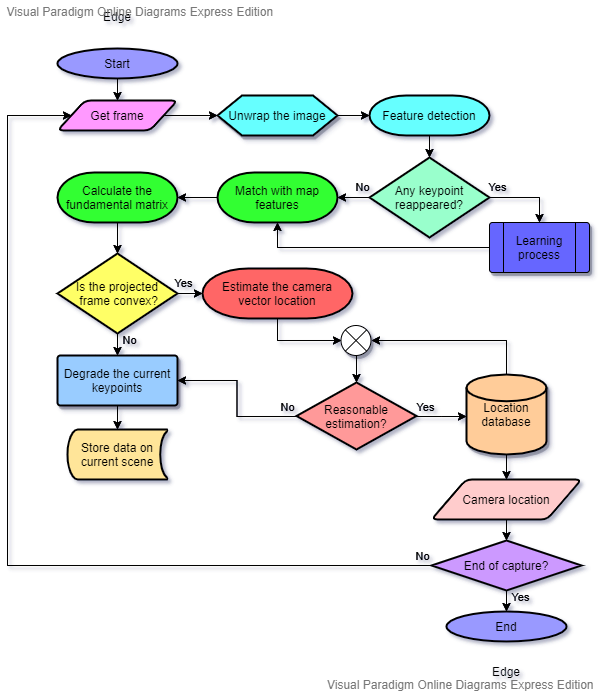 Visual Paradigm Online Diagrams Express Edition
Edge
Start
Get frame
Unwrap the image
Feature detection
Any keypoint
reappeared?
No
Yes
Learning
process
Match with map
features
Calculate the
fundamental matrix
Is the projected
frame convex?
Yes
No
Estimate the camera
vector location
Degrade the current
keypoints
Store data on
current scene
Reasonable
estimation?
No
Yes
Location
database
Camera location
End of capture?
No
Yes
End
Edge
Visual Paradigm Online Diagrams Express Edition